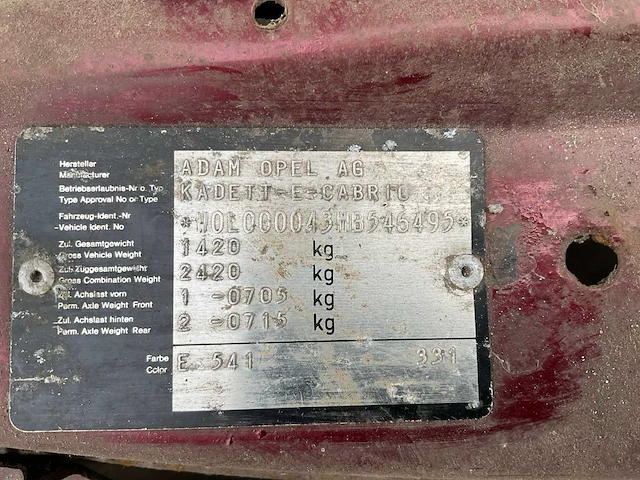 Hersteller
Manufacturer
ADAM OPEL AG
Betriebserlaubnis-Nr o. Typ
Type Approval No or Type
KADETT-E-CABRIO
Fahrzeug-Ident.-Nr
Vehicle Ident. No
*W0L000043MB546495*
Zul. Gesamtgewicht
Gross Vehicle Weight
1420 kg
Zul. Zuggesamtgewicht
Gross Combination Weight
2420 kg
Zul. Achslast vorn
Perm. Axle Weight Front
1 -0705 kg
Zul. Achslast hinten
Perm. Axle Weight Rear
2 -0715 kg
Farbe
Color
E 541 331